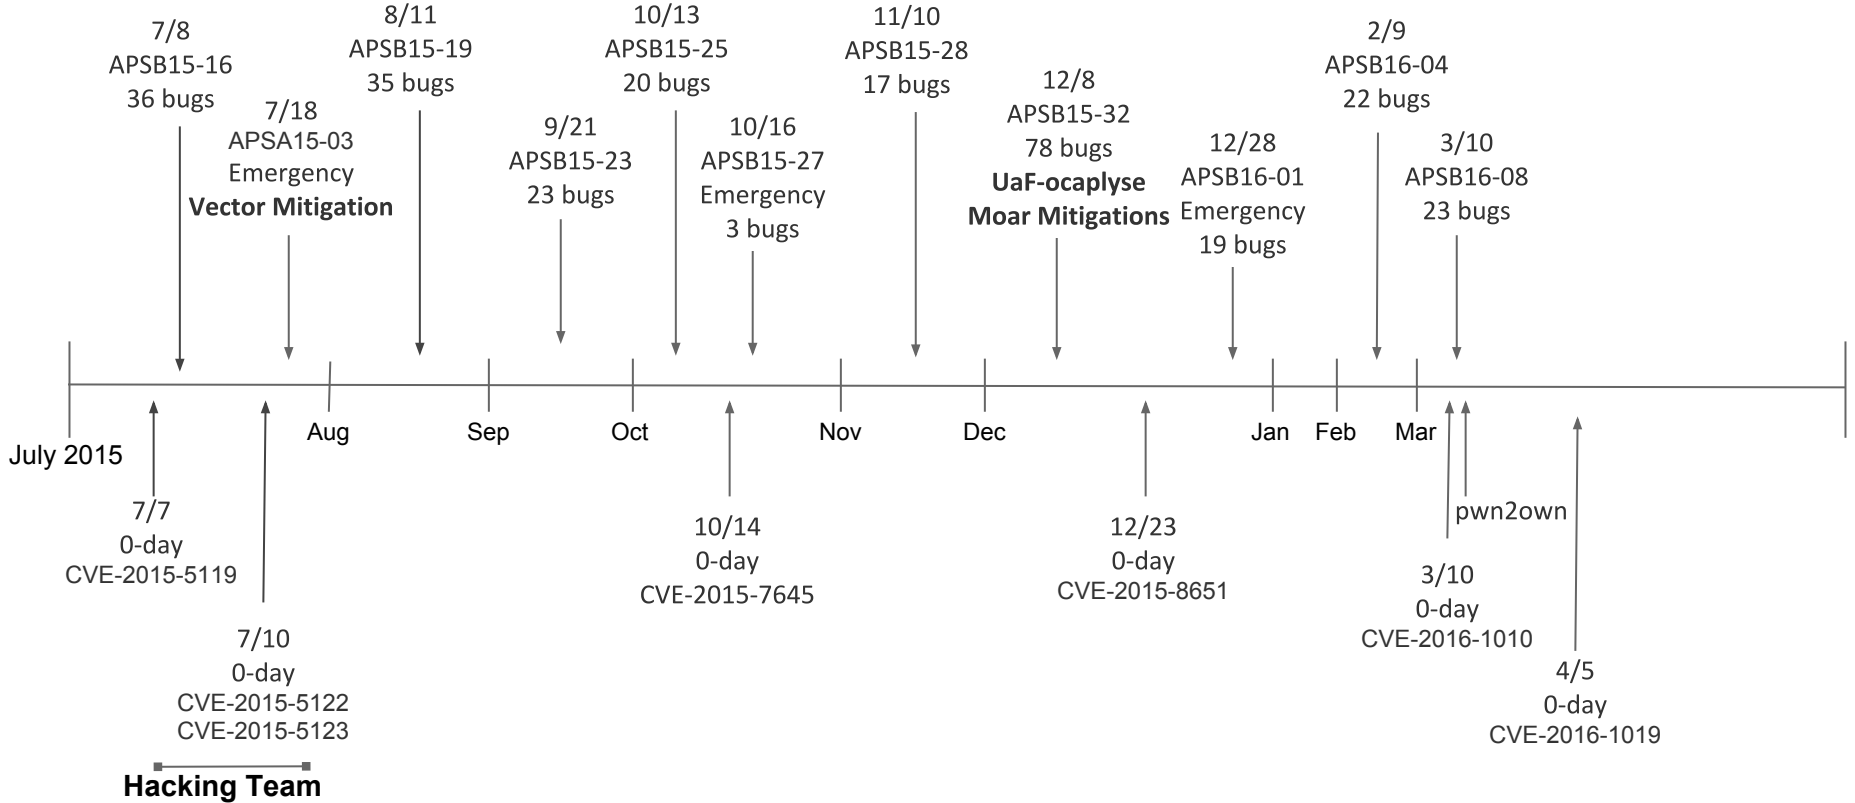 7/8
APSB15-16
36 bugs
7/18
APSA15-03
Emergency
Vector Mitigation
8/11
APSB15-19
35 bugs
9/21
APSB15-23
23 bugs
10/13
APSB15-25
20 bugs
10/16
APSB15-27
Emergency
3 bugs
11/10
APSB15-28
17 bugs
12/8
APSB15-32
78 bugs
UaF-ocaplyse
Moar Mitigations
12/28
APSB16-01
Emergency
19 bugs
2/9
APSB16-04
22 bugs
3/10
APSB16-08
23 bugs
July 2015
Aug
Sep
Oct
Nov
Dec
Jan
Feb
Mar
7/7
0-day
CVE-2015-5119
7/10
0-day
CVE-2015-5122
CVE-2015-5123
Hacking Team
10/14
0-day
CVE-2015-7645
12/23
0-day
CVE-2015-8651
pwn2own
3/10
0-day
CVE-2016-1010
4/5
0-day
CVE-2016-1019